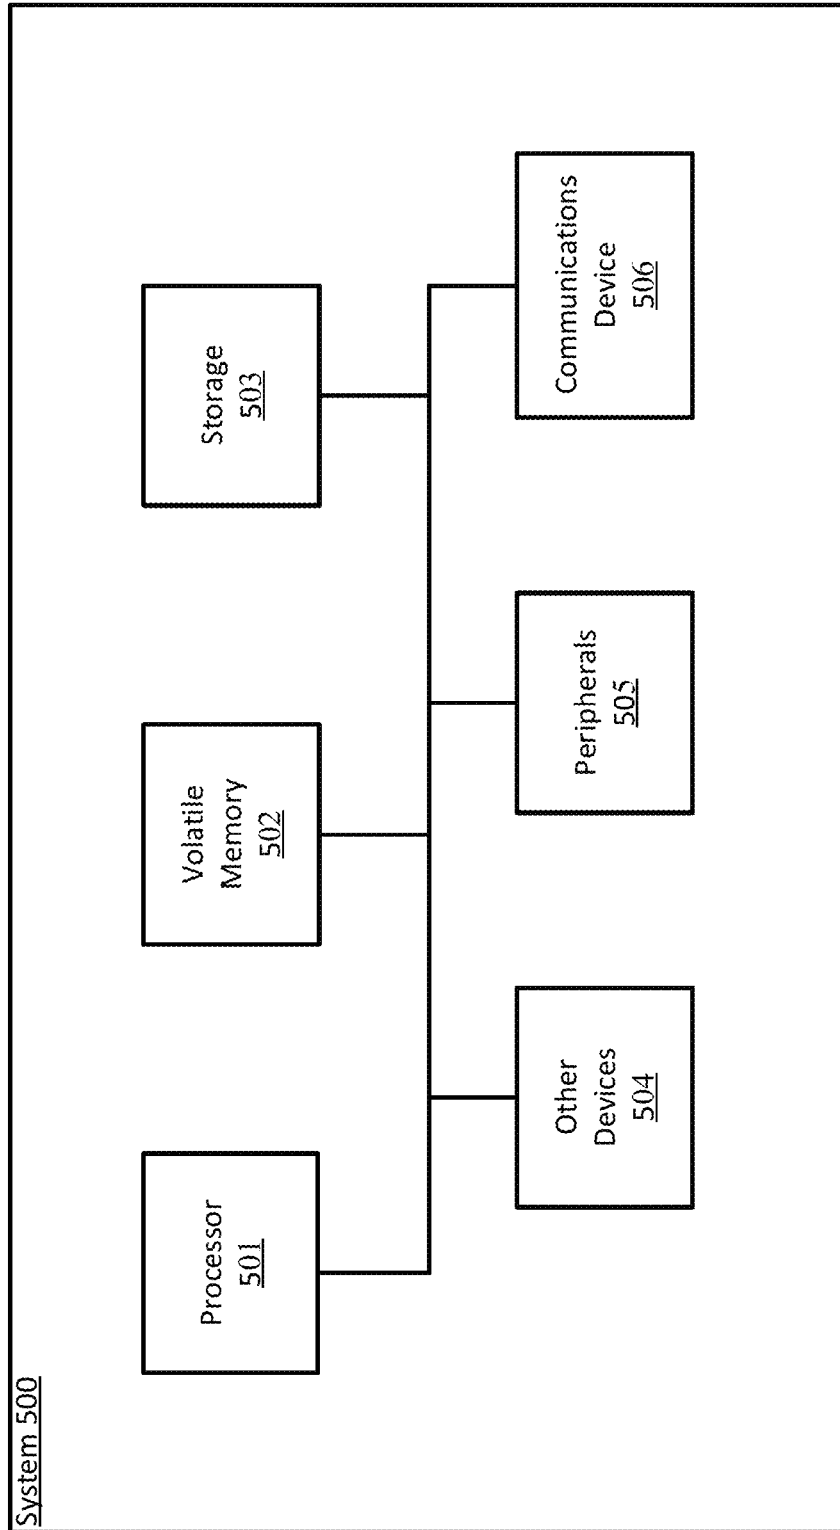 System 500
Processor
501
Volatile
Memory
502
Storage
503
Other
Devices
504
Peripherals
505
Communications
Device
506